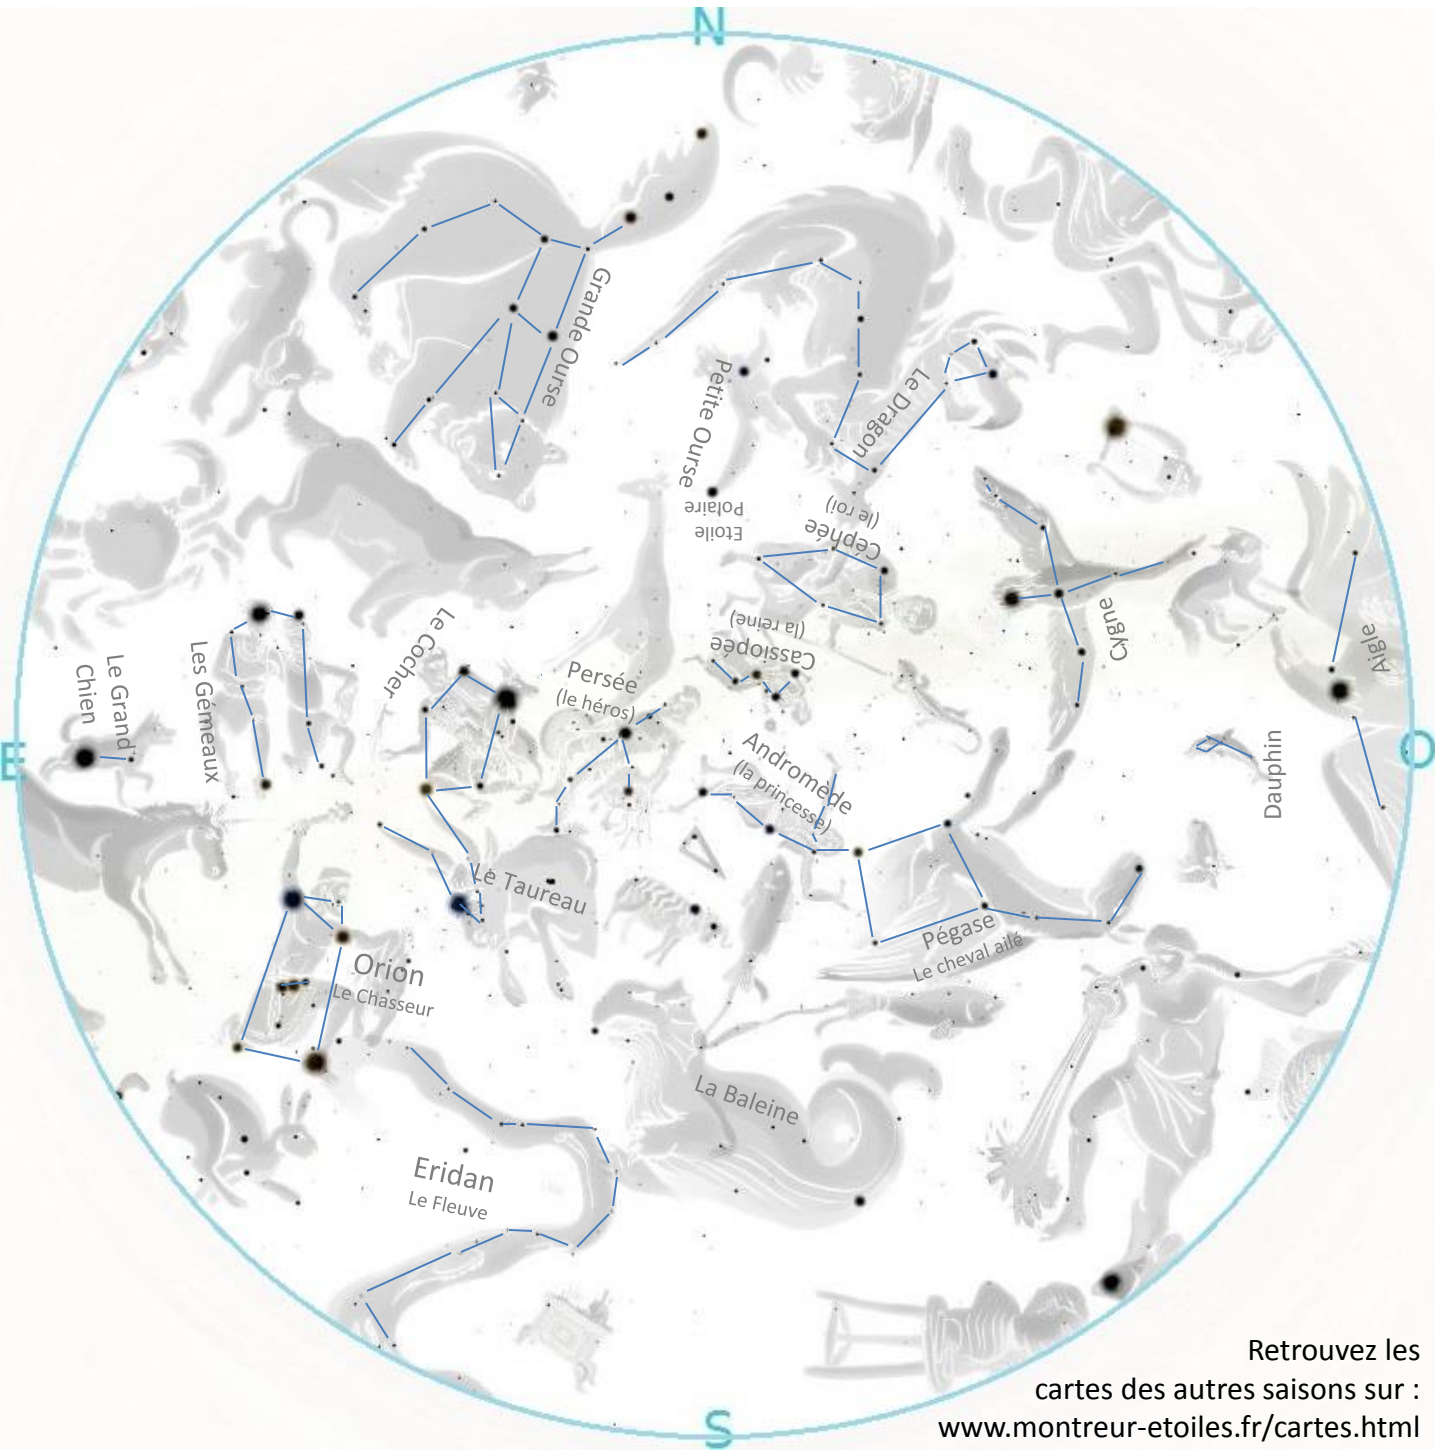 N
Grande Ourse
Petite Ourse
Le Dragon
Etoile
Polaire
Céphée
(le roi)
Cassiopée
(la reine)
Cygne
Aigle
Le Cocher
Persée
(le héros)
Les Gémeaux
Le Grand
Chien
E
O
Andromède
(la princesse)
Dauphin
Le Taureau
Pégase
Le cheval ailé
Orion
Le Chasseur
La Baleine
Eridan
Le Fleuve
S
Retrouvez les
cartes des autres saisons sur :
www.montreur-etoiles.fr/cartes.html